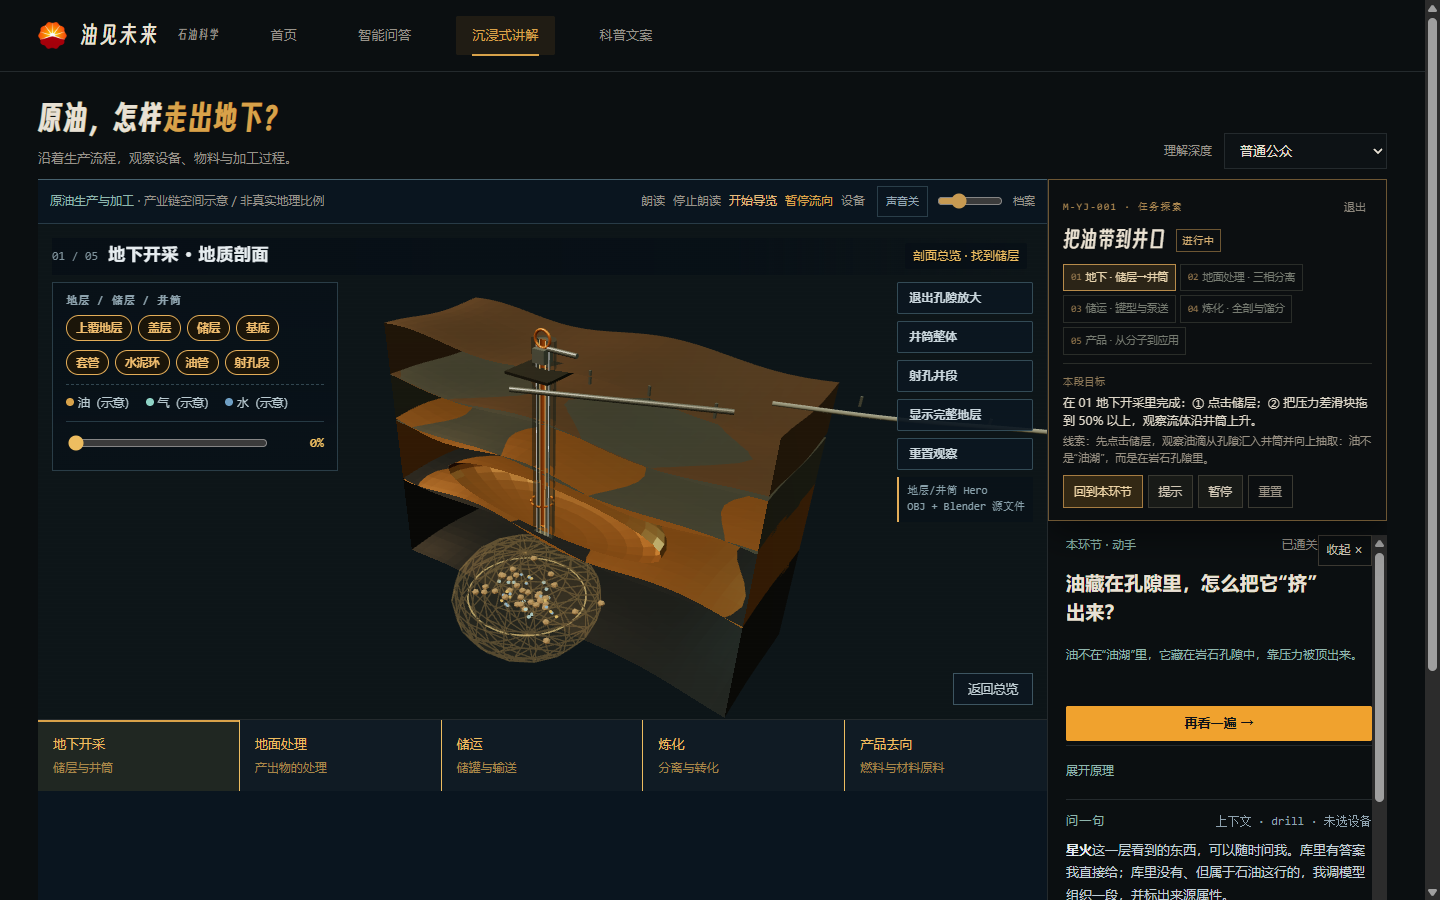 油见未来 石油科学 首页 智能问答 沉浸式讲解 科普文案
原油，怎样走出地下？
沿着生产流程，观察设备、物料与加工过程。
理解深度 普通公众
原油生产与加工 · 产业链空间示意 / 非真实地理比例
朗读 停止朗读 开始导览 暂停流向 设备 声音关 档案
01 / 05 地下开采 • 地质剖面
剖面总览 · 找到储层
地层 / 储层 / 井筒
上覆地层 盖层 储层 基底
套管 水泥环 油管 射孔段
油（示意） 气（示意） 水（示意）
0%
退出孔隙放大
井筒整体
射孔井段
显示完整地层
重置观察
地层/井筒 Hero
OBJ + Blender 源文件
返回总览
地下开采
储层与井筒
地面处理
产出物的处理
储运
储罐与输送
炼化
分离与转化
产品去向
燃料与材料原料
M-YJ-001 · 任务探索 退出
把油带到井口 进行中
01 地下 · 储层→井筒 02 地面处理 · 三相分离
03 储运 · 罐型与泵送 04 炼化 · 全剖与馏分
05 产品 · 从分子到应用
本段目标
在 01 地下开采里完成：① 点击储层；② 把压力差滑块拖
到 50% 以上，观察流体沿井筒上升。
线索：先点击储层，观察油滴从孔隙汇入井筒并向上抽取：油不
是“油湖”，而是在岩石孔隙里。
回到本环节 提示 暂停 重置
本环节 · 动手 已通关 收起 ×
油藏在孔隙里，怎么把它“挤”
出来？
油不在“油湖”里，它藏在岩石孔隙中，靠压力被顶出来。
再看一遍 →
展开原理
问一句 上下文 · drill · 未选设备
星火这一层看到的东西，可以随时问我。库里有答案
我直接给；库里没有、但属于石油这行的，我调模型
组织一段，并标出来源属性。